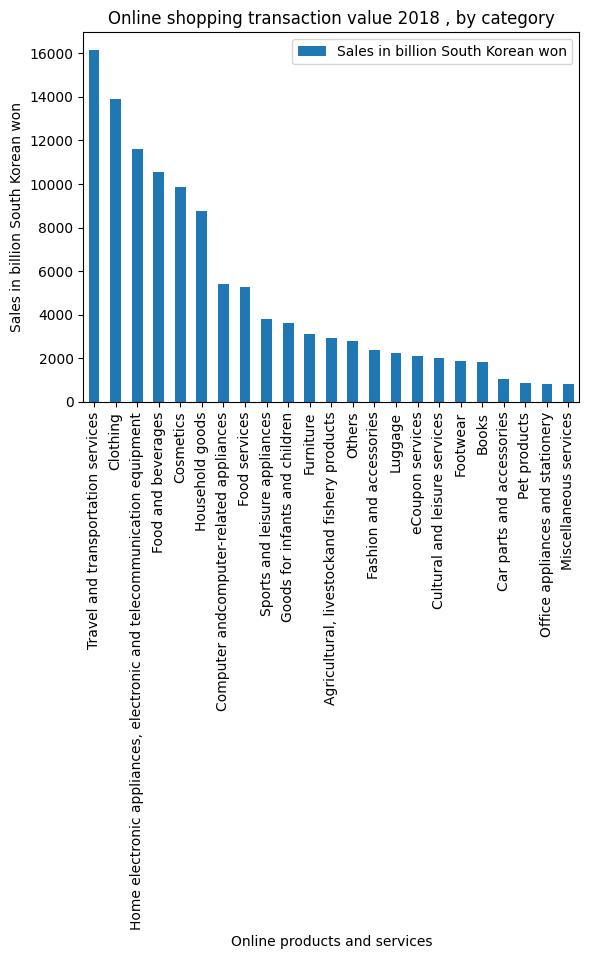 Online shopping transaction value 2018 , by category
Sales in billion South Korean won
Sales in billion South Korean won
16000
14000
12000
10000
8000
6000
4000
2000
0
Travel and transportation services
Clothing
Home electronic appliances, electronic and telecommunication equipment
Food and beverages
Cosmetics
Household goods
Computer andcomputer-related appliances
Food services
Sports and leisure appliances
Goods for infants and children
Furniture
Agricultural, livestockand fishery products
Others
Fashion and accessories
Luggage
eCoupon services
Cultural and leisure services
Footwear
Books
Car parts and accessories
Pet products
Office appliances and stationery
Miscellaneous services
Online products and services